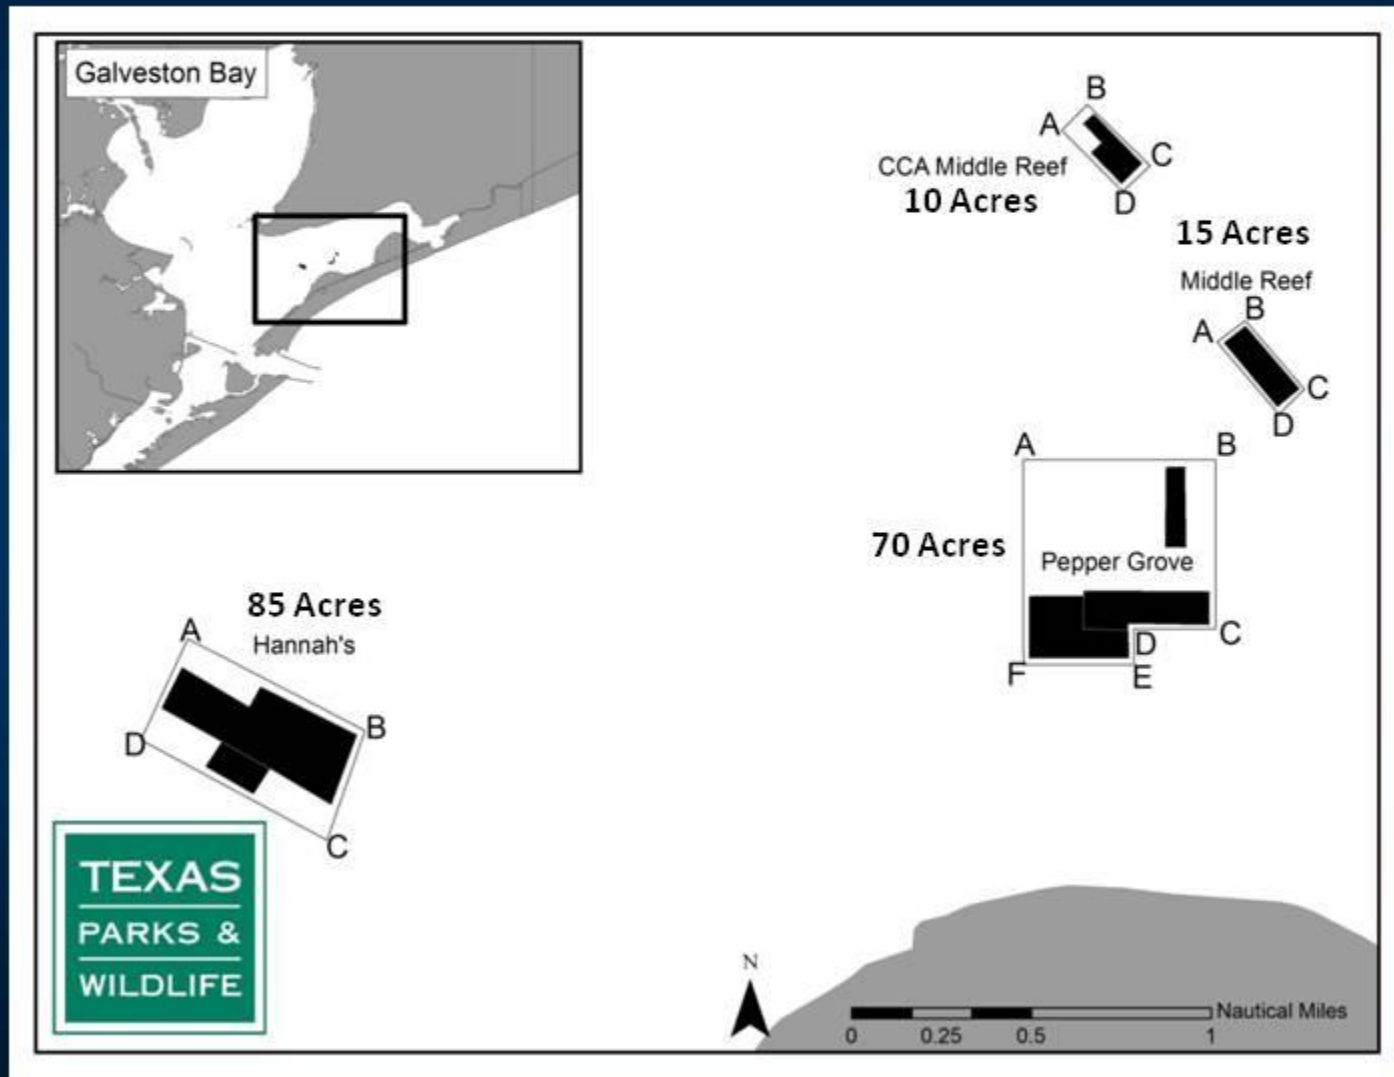 Galveston Bay
B
A
C
CCA Middle Reef
10 Acres
D
15 Acres
Middle Reef
B
A
C
D
A
B
70 Acres
Pepper Grove
D
C
F
E
85 Acres
A
Hannah's
B
D
C
TEXAS
PARKS &
WILDLIFE
N
Nautical Miles
0 0.25 0.5 1